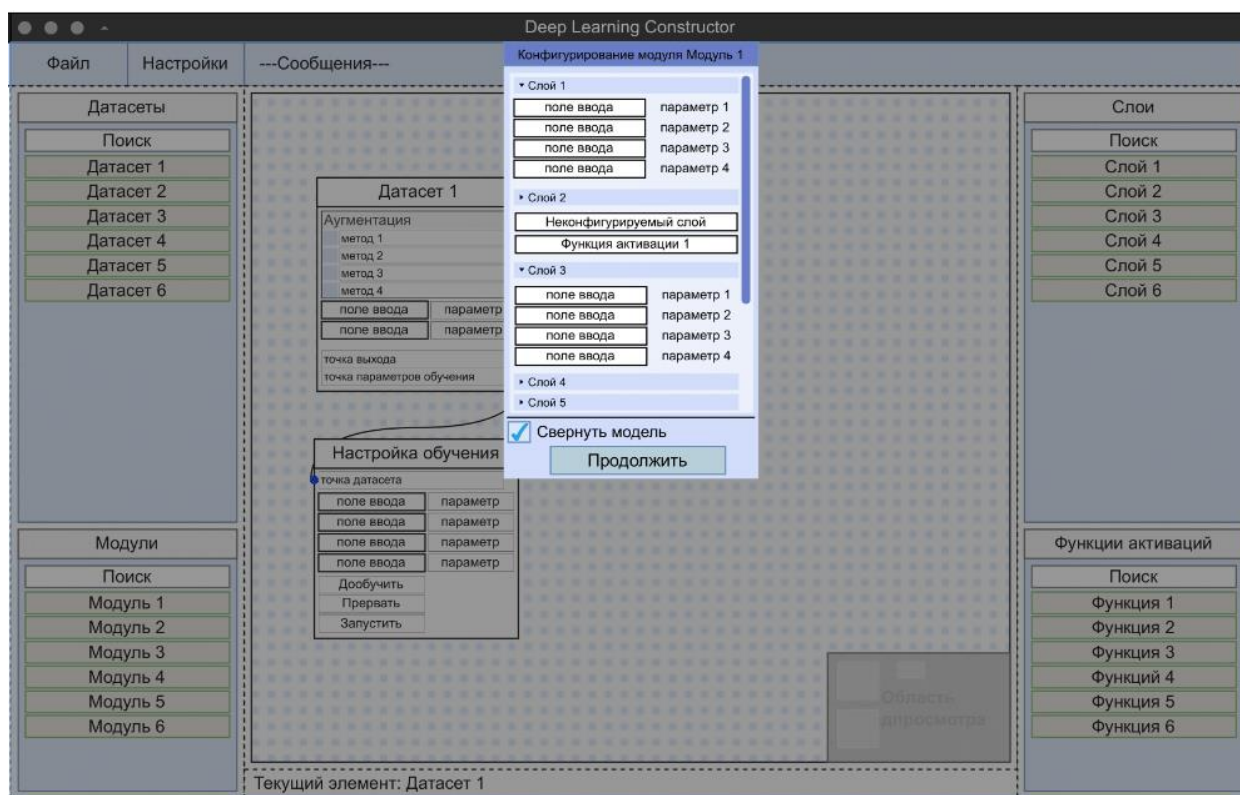 Deep Learning Constructor
Файл Настройки ---Сообщения---
Конфигурирование модуля Модуль 1
Слой 1
поле ввода параметр 1
поле ввода параметр 2
поле ввода параметр 3
поле ввода параметр 4
Слой 2
Неконфигурируемый слой
Функция активации 1
Слой 3
поле ввода параметр 1
поле ввода параметр 2
поле ввода параметр 3
поле ввода параметр 4
Слой 4
Слой 5
Свернуть модель
Продолжить
Датасеты
Поиск
Датасет 1
Датасет 2
Датасет 3
Датасет 4
Датасет 5
Датасет 6
Модули
Поиск
Модуль 1
Модуль 2
Модуль 3
Модуль 4
Модуль 5
Модуль 6
Датасет 1
Аугментация
метод 1
метод 2
метод 3
метод 4
поле ввода параметр
поле ввода параметр
точка выхода
точка параметров обучения
Настройка обучения
точка датасета
поле ввода параметр
поле ввода параметр
поле ввода параметр
поле ввода параметр
Дообучить
Прервать
Запустить
Область
дпросмотра
Слои
Поиск
Слой 1
Слой 2
Слой 3
Слой 4
Слой 5
Слой 6
Функции активаций
Поиск
Функция 1
Функция 2
Функция 3
Функций 4
Функция 5
Функция 6
Текущий элемент: Датасет 1